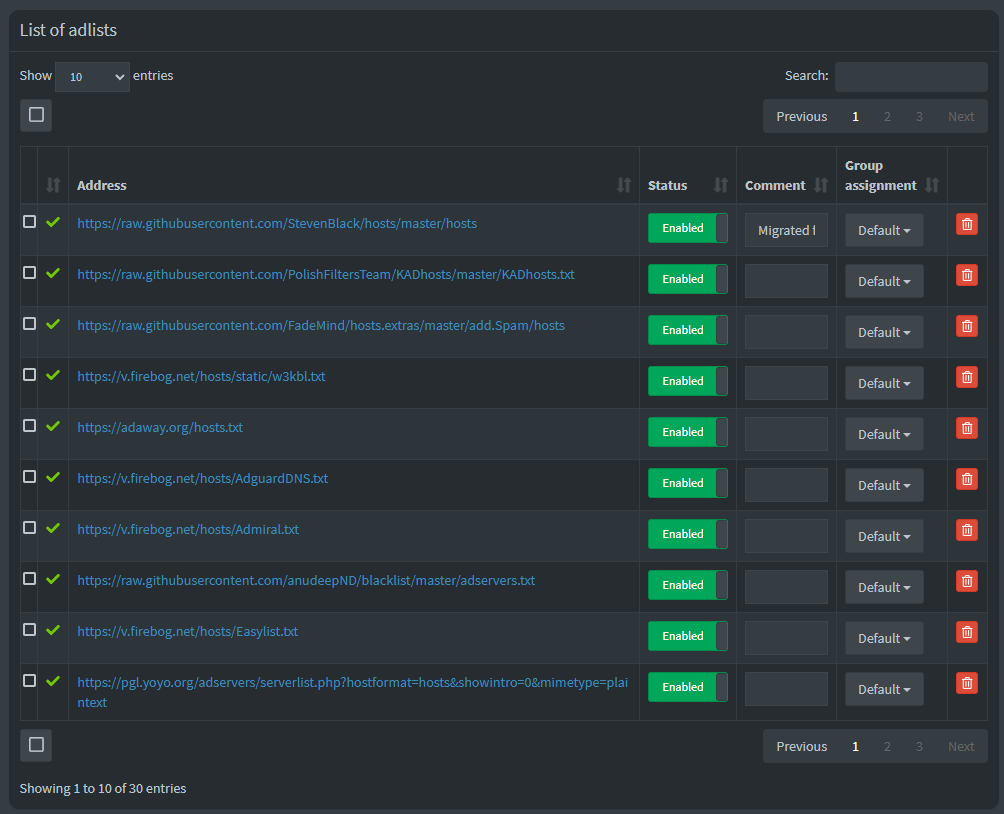 List of adlists
Show 10 entries Search:
Previous 1 2 3 Next
Address Status Comment Group assignment
https://raw.githubusercontent.com/StevenBlack/hosts/master/hosts Enabled Migrated f Default
https://raw.githubusercontent.com/PolishFiltersTeam/KADhosts/master/KADhosts.txt Enabled Default
https://raw.githubusercontent.com/FadeMind/hosts.extras/master/add.Spam/hosts Enabled Default
https://v.firebog.net/hosts/static/w3kbl.txt Enabled Default
https://adaway.org/hosts.txt Enabled Default
https://v.firebog.net/hosts/AdguardDNS.txt Enabled Default
https://v.firebog.net/hosts/Admiral.txt Enabled Default
https://raw.githubusercontent.com/anudeepND/blacklist/master/adservers.txt Enabled Default
https://v.firebog.net/hosts/Easylist.txt Enabled Default
https://pgl.yoyo.org/adservers/serverlist.php?hostformat=hosts&showintro=0&mimetype=plai Enabled Default
ntext
Previous 1 2 3 Next
Showing 1 to 10 of 30 entries